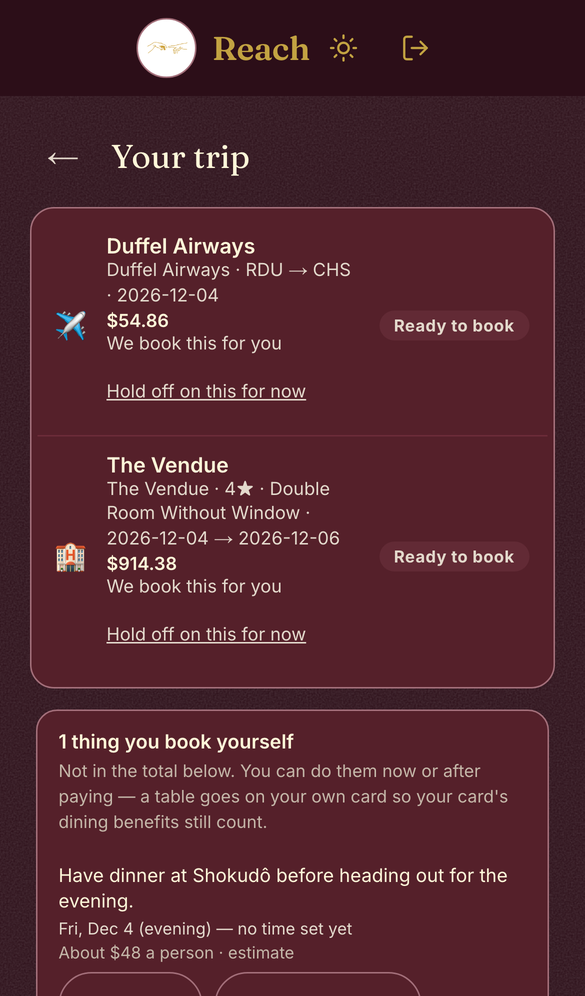 Reach
← Your trip
Duffel Airways
Duffel Airways · RDU → CHS
· 2026-12-04
$54.86
We book this for you
Ready to book
Hold off on this for now
The Vendue
The Vendue · 4★ · Double
Room Without Window ·
2026-12-04 → 2026-12-06
$914.38
We book this for you
Ready to book
Hold off on this for now
1 thing you book yourself
Not in the total below. You can do them now or after
paying — a table goes on your own card so your card's
dining benefits still count.
Have dinner at Shokudô before heading out for the
evening.
Fri, Dec 4 (evening) — no time set yet
About $48 a person · estimate